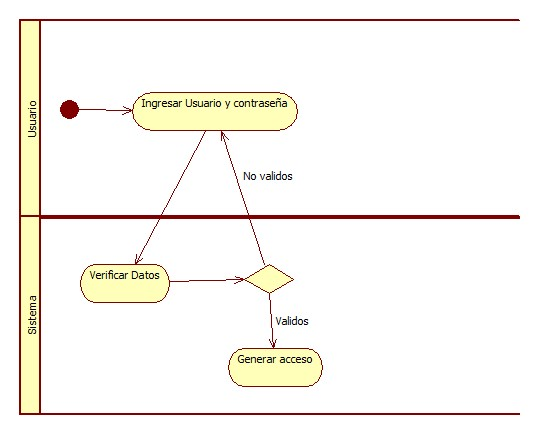 Usuario
Ingresar Usuario y contraseña
No validos
Sistema
Verificar Datos
Validos
Generar acceso